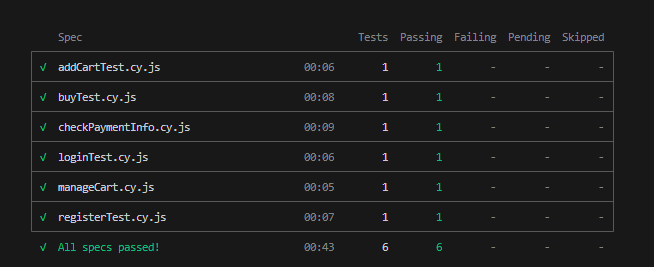 Spec Tests Passing Failing Pending Skipped
√ addCartTest.cy.js 00:06 1 1 - - -
√ buyTest.cy.js 00:08 1 1 - - -
√ checkPaymentInfo.cy.js 00:09 1 1 - - -
√ loginTest.cy.js 00:06 1 1 - - -
√ manageCart.cy.js 00:05 1 1 - - -
√ registerTest.cy.js 00:07 1 1 - - -
√ All specs passed! 00:43 6 6 - - -